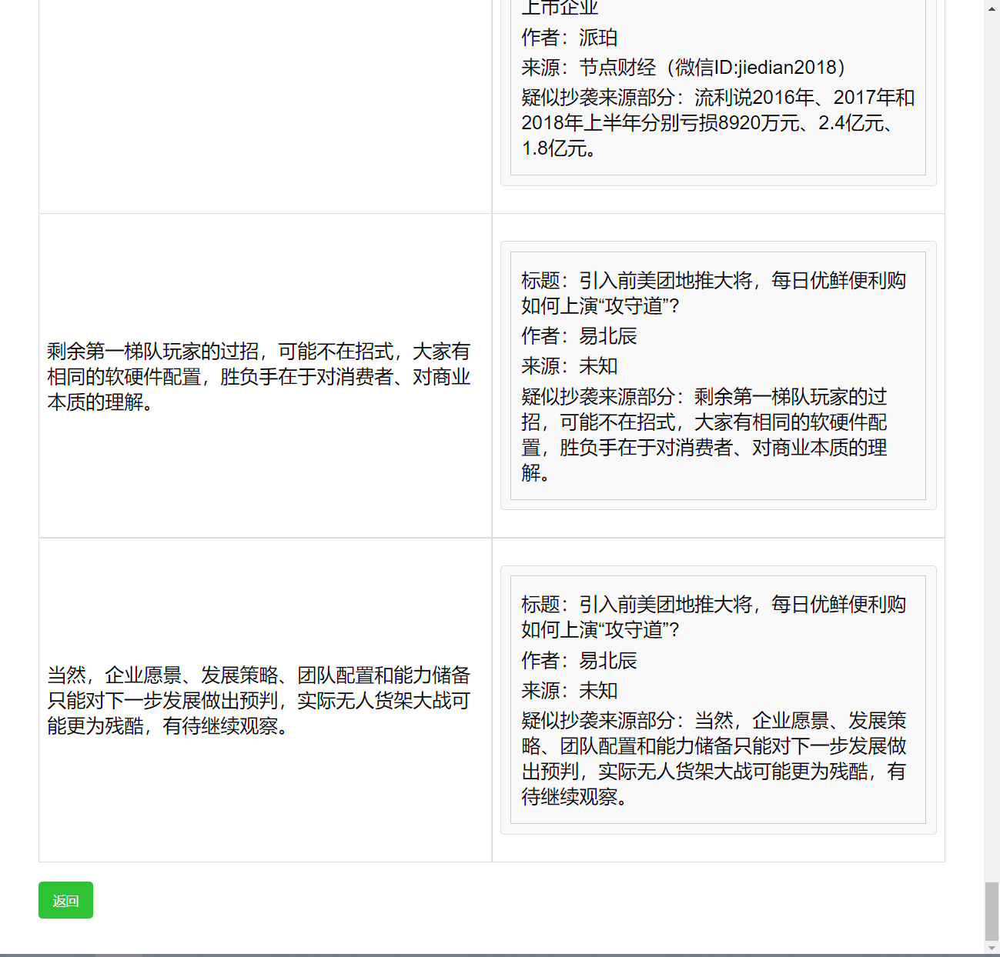 上市企业
作者：派珀
来源：节点财经（微信ID:jiedian2018）
疑似抄袭来源部分：流利说2016年、2017年和
2018年上半年分别亏损8920万元、2.4亿元、
1.8亿元。
剩余第一梯队玩家的过招，可能不在招式，大家有
相同的软硬件配置，胜负手在于对消费者、对商业
本质的理解。
标题：引入前美团地推大将，每日优鲜便利购
如何上演“攻守道”?
作者：易北辰
来源：未知
疑似抄袭来源部分：剩余第一梯队玩家的过
招，可能不在招式，大家有相同的软硬件配
置，胜负手在于对消费者、对商业本质的理
解。
当然，企业愿景、发展策略、团队配置和能力储备
只能对下一步发展做出预判，实际无人货架大战可
能更为残酷，有待继续观察。
标题：引入前美团地推大将，每日优鲜便利购
如何上演“攻守道”?
作者：易北辰
来源：未知
疑似抄袭来源部分：当然，企业愿景、发展策
略、团队配置和能力储备只能对下一步发展做
出预判，实际无人货架大战可能更为残酷，有
待继续观察。
返回